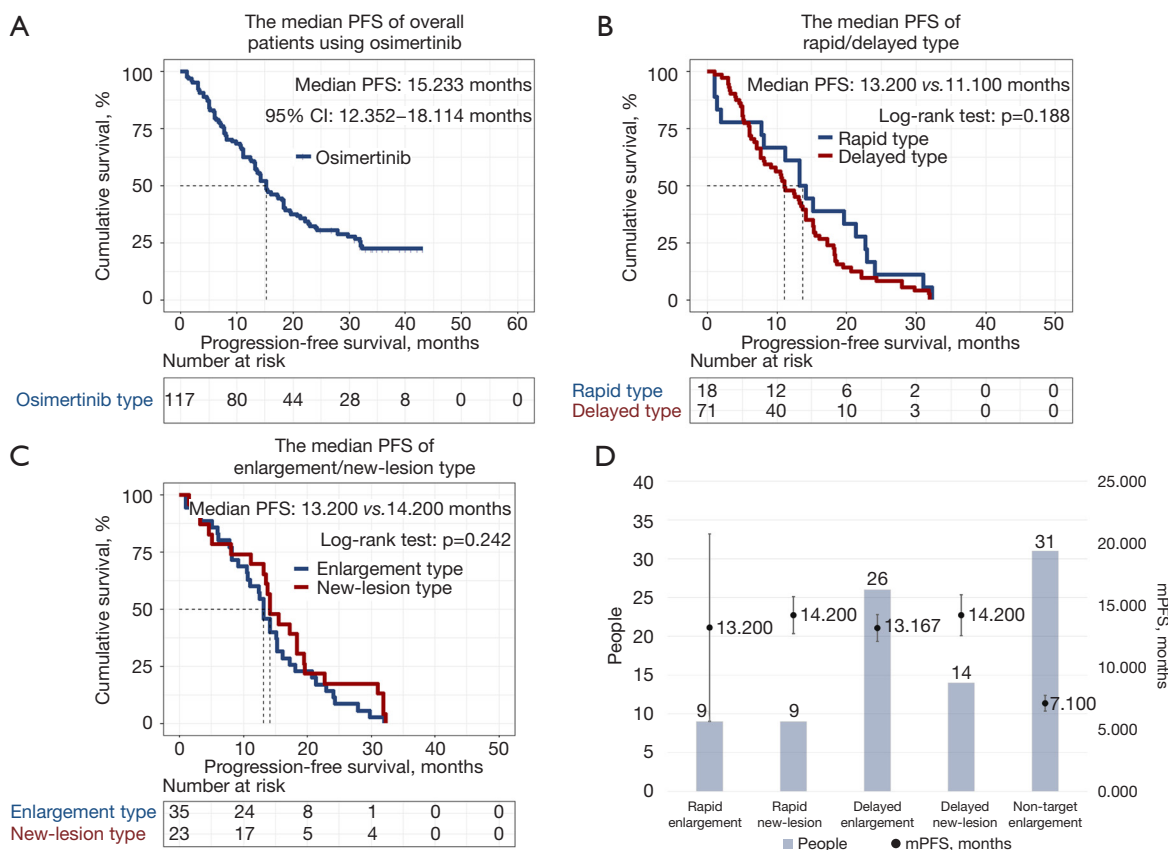 A
The median PFS of overall
patients using osimertinib
Median PFS: 15.233 months
95% CI: 12.352–18.114 months
Osimertinib
Cumulative survival, %
100
75
50
25
0
0 10 20 30 40 50 60
Progression-free survival, months
Number at risk
Osimertinib type 117 80 44 28 8 0 0
B
The median PFS of
rapid/delayed type
Median PFS: 13.200 vs.11.100 months
Log-rank test: p=0.188
Rapid type
Delayed type
Cumulative survival, %
100
75
50
25
0
0 10 20 30 40 50
Progression-free survival, months
Number at risk
Rapid type 18 12 6 2 0 0
Delayed type 71 40 10 3 0 0
C
The median PFS of
enlargement/new-lesion type
Median PFS: 13.200 vs.14.200 months
Log-rank test: p=0.242
Enlargement type
New-lesion type
Cumulative survival, %
100
75
50
25
0
0 10 20 30 40 50
Progression-free survival, months
Number at risk
Enlargement type 35 24 8 1 0 0
New-lesion type 23 17 5 4 0 0
D
People
40
35
30
25
20
15
10
5
0
25.000
20.000
15.000
10.000
5.000
0.000
mPFS, months
9 9 26 14 31
13.200 14.200 13.167 14.200 7.100
Rapid enlargement
Rapid new-lesion
Delayed enlargement
Delayed new-lesion
Non-target enlargement
People mPFS, months